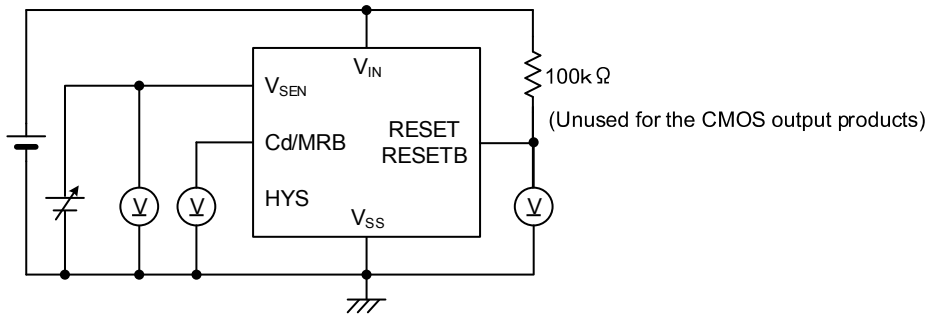 V_IN
V_SEN
100kΩ
(Unused for the CMOS output products)
RESET
Cd/MRB
RESETB
HYS
V
V
V
V_SS